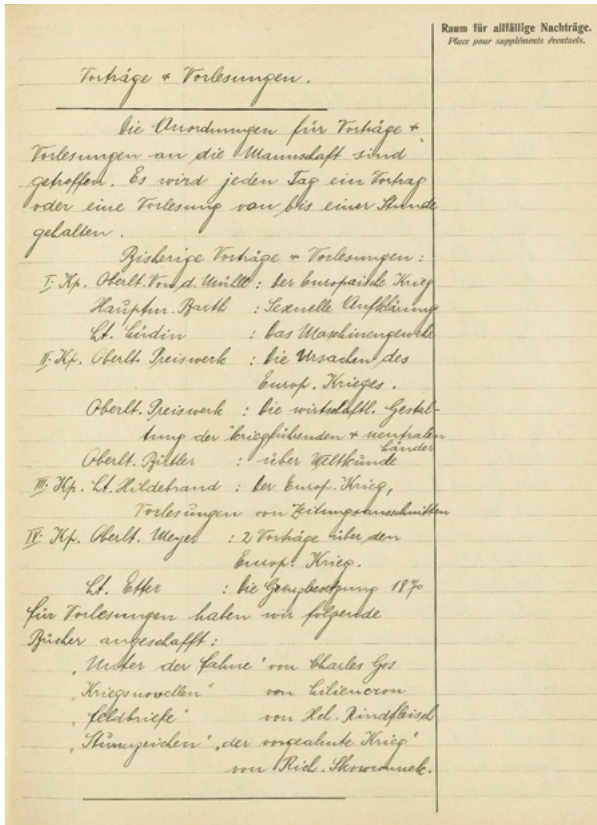 Raum für allfällige Nachträge.
Place pour suppléments éventuels.
Vorträge & Vorlesungen.
Die Anordnungen für Vorträge &
Vorlesungen an die Mannschaft sind
getroffen. Es wird jeden Tag ein Vortrag
oder eine Vorlesung von bis einer Stunde
gehalten.
Bisherige Vorträge & Vorlesungen:
I. Kp. Oberlt. Von d. Mühll: Der Europäische Krieg
Hauptm. Barth : Sexuelle Aufklärung
Lt. Lüdin : Das Maschinengewehr
II. Kp. Oberlt. Preiswerk : Die Ursachen des
Europ. Krieges.
Oberlt. Preiswerk : Die wirtschaftl. Gestal-
tung der kriegführenden & neutralen
Länder
Oberlt. Bütler : über Weltkunde
III. Kp. Lt. Hildebrand : Der Europ. Krieg,
Vorlesungen von Zeitungsausschnitten
IV. Kp. Oberlt. Meyer : 2 Vorträge über den
Europ. Krieg.
Lt. Etter : Die Grenzbesetzung 1870
Für Vorlesungen haben wir folgende
Bücher angeschafft:
„Unter der Fahne" von Charles Gos
„Kriegsnovellen" von Liliencron
„Feldbriefe" von Hch. Rindfleisch
„Sturmzeichen" „der vorgeahnte Krieg"
von Rich. Skowronnek.